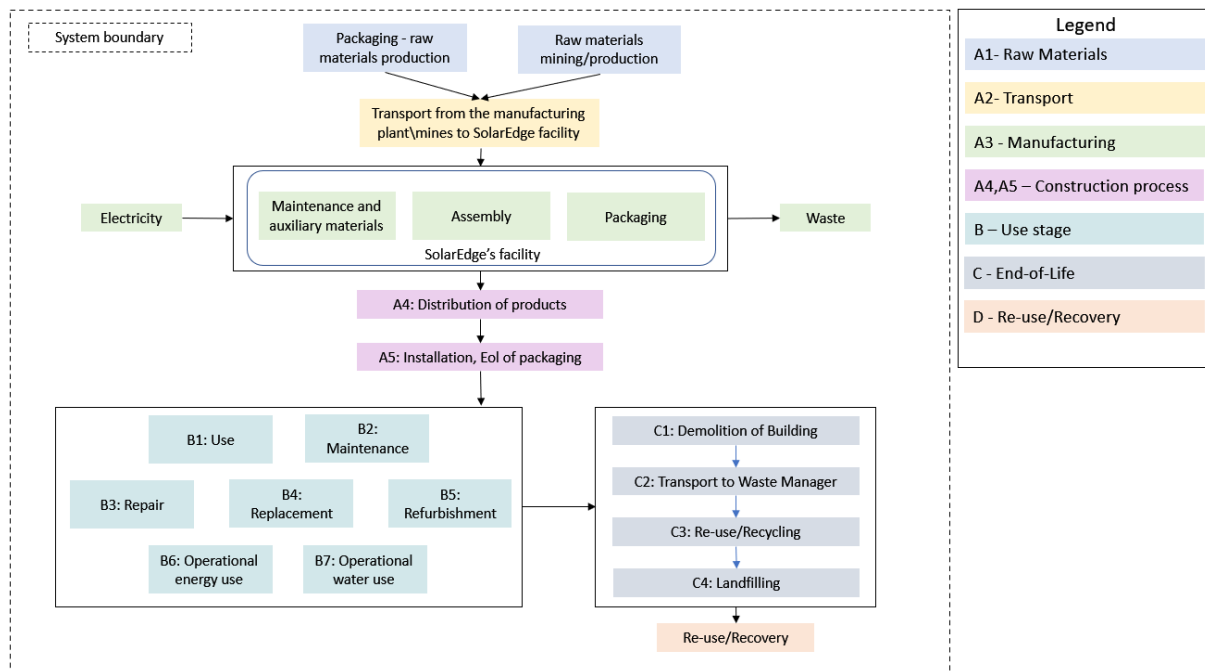 System boundary
Packaging - raw
materials production
Raw materials
mining/production
Transport from the manufacturing
plant\mines to SolarEdge facility
Electricity
Maintenance and
auxiliary materials
Assembly
Packaging
SolarEdge's facility
Waste
A4: Distribution of products
A5: Installation, Eol of packaging
B1: Use
B2:
Maintenance
B3: Repair
B4:
Replacement
B5:
Refurbishment
B6: Operational
energy use
B7: Operational
water use
C1: Demolition of Building
C2: Transport to Waste Manager
C3: Re-use/Recycling
C4: Landfilling
Re-use/Recovery
Legend
A1- Raw Materials
A2- Transport
A3 - Manufacturing
A4,A5 – Construction process
B – Use stage
C - End-of-Life
D - Re-use/Recovery